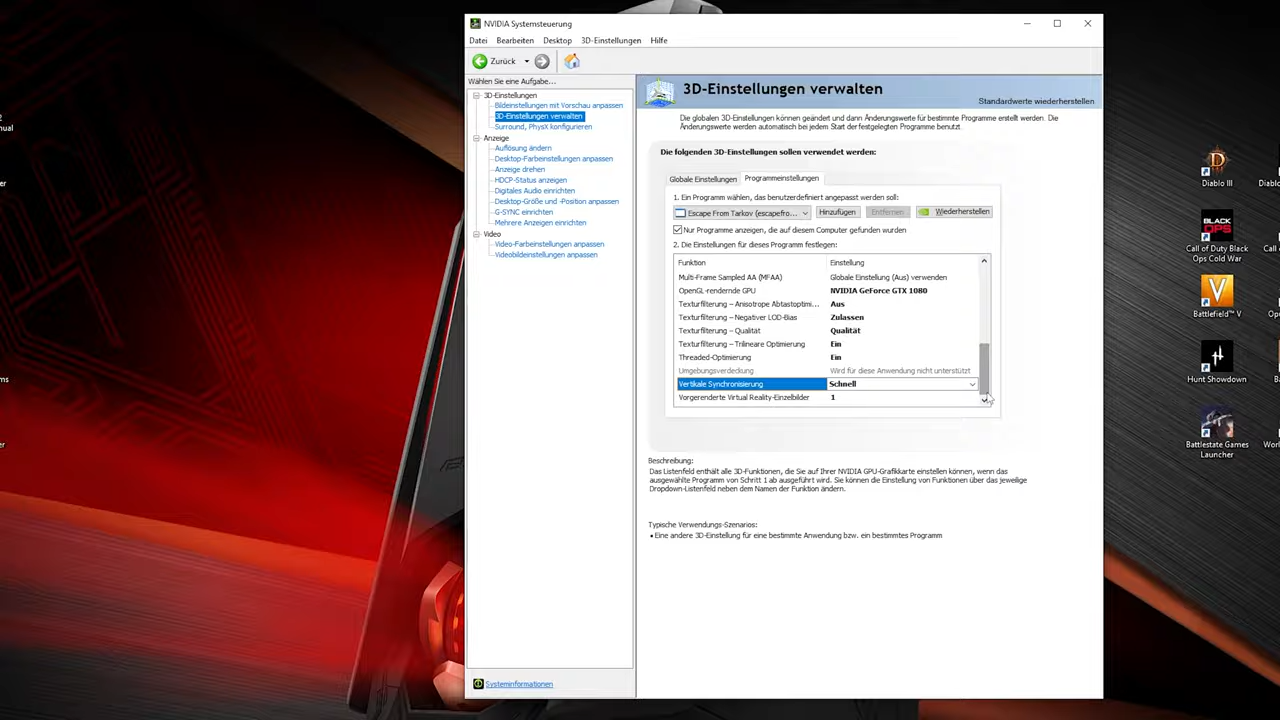 NVIDIA Systemsteuerung
Datei Bearbeiten Desktop 3D-Einstellungen Hilfe
Zurück
Wählen Sie eine Aufgabe...
3D-Einstellungen
Bildeinstellungen mit Vorschau anpassen
3D-Einstellungen verwalten
Surround, PhysX konfigurieren
Anzeige
Auflösung ändern
Desktop-Farbeinstellungen anpassen
Anzeige drehen
HDCP-Status anzeigen
Digitales Audio einrichten
Desktop-Größe und -Position anpassen
G-SYNC einrichten
Mehrere Anzeigen einrichten
Video
Video-Farbeinstellungen anpassen
Videobildeinstellungen anpassen
Systeminformationen
3D-Einstellungen verwalten
Standardwerte wiederherstellen
Die globalen 3D-Einstellungen können geändert und dann Änderungswerte für bestimmte Programme erstellt werden. Die
Änderungswerte werden automatisch bei jedem Start der festgelegten Programme benutzt.
Die folgenden 3D-Einstellungen sollen verwendet werden:
Globale Einstellungen Programmeinstellungen
1. Ein Programm wählen, das benutzerdefiniert angepasst werden soll:
Escape From Tarkov (escapefro... Hinzufügen Entfernen Wiederherstellen
Nur Programme anzeigen, die auf diesem Computer gefunden wurden
2. Die Einstellungen für dieses Programm festlegen:
Funktion Einstellung
Multi-Frame Sampled AA (MFAA) Globale Einstellung (Aus) verwenden
OpenGL-rendernde GPU NVIDIA GeForce GTX 1080
Texturfilterung – Anisotrope Abtastoptimi... Aus
Texturfilterung – Negativer LOD-Bias Zulassen
Texturfilterung – Qualität Qualität
Texturfilterung – Trilineare Optimierung Ein
Threaded-Optimierung Ein
Umgebungsverdeckung Wird für diese Anwendung nicht unterstützt
Vertikale Synchronisierung Schnell
Vorgerenderte Virtual Reality-Einzelbilder 1
Beschreibung:
Das Listenfeld enthält alle 3D-Funktionen, die Sie auf Ihrer NVIDIA GPU-Grafikkarte einstellen können, wenn das
ausgewählte Programm von Schritt 1 ab ausgeführt wird. Sie können die Einstellung von Funktionen über das jeweilige
Dropdown-Listenfeld neben dem Namen der Funktion ändern.
Typische Verwendungs-Szenarios:
• Eine andere 3D-Einstellung für eine bestimmte Anwendung bzw. ein bestimmtes Programm
Diablo III
BLACK
OPS
Call of Duty Black
Ops Cold War
Battlefield™ V
Hunt Showdown
Battlestate Games
Launcher